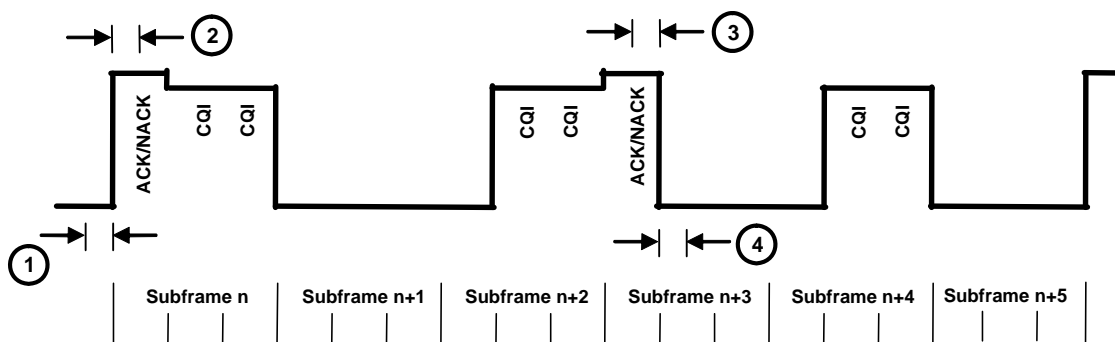 2
3
ACK/NACK
CQI
CQI
CQI
CQI
ACK/NACK
CQI
CQI
1
4
Subframe n
Subframe n+1
Subframe n+2
Subframe n+3
Subframe n+4
Subframe n+5